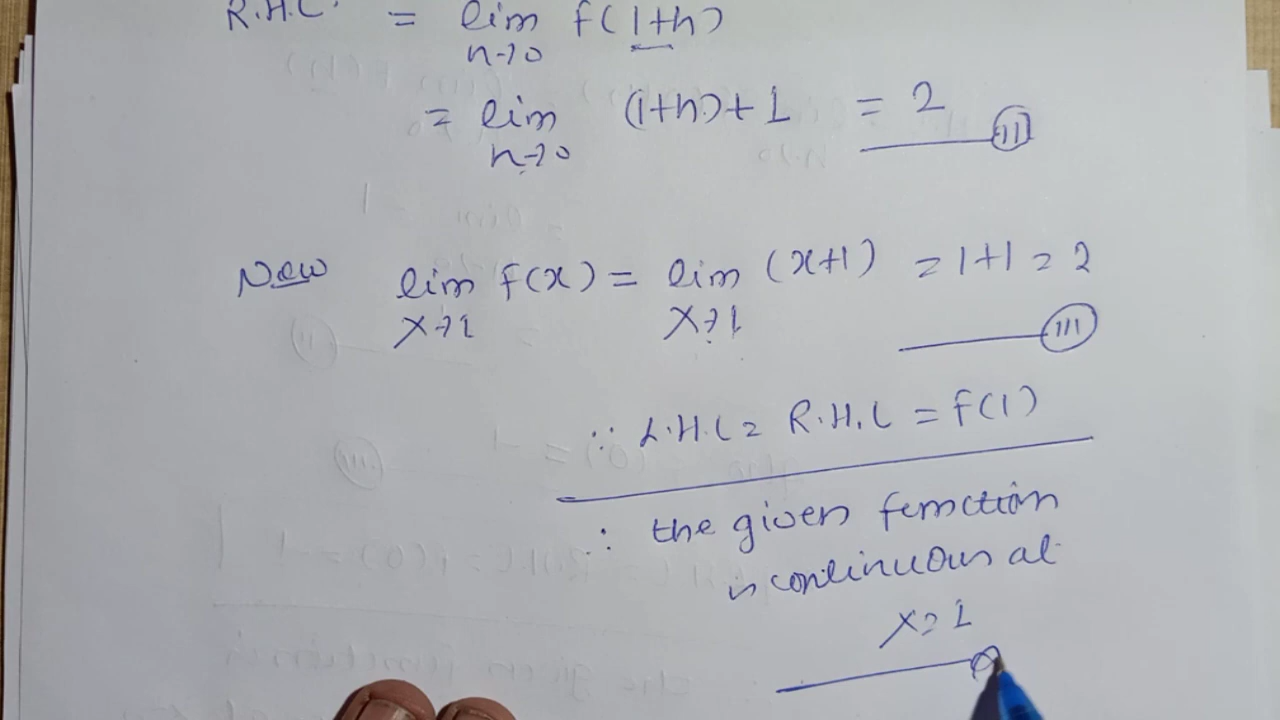 R.H.L. = lim f(1+h)
h→0
= lim (1+h)+1 = 2 (II)
h→0
Now lim f(x) = lim (x+1) = 1+1 = 2
x→1 x→1
(III)
∵ L.H.L = R.H.L = f(1)
∴ the given function
is continuous at
x = 1